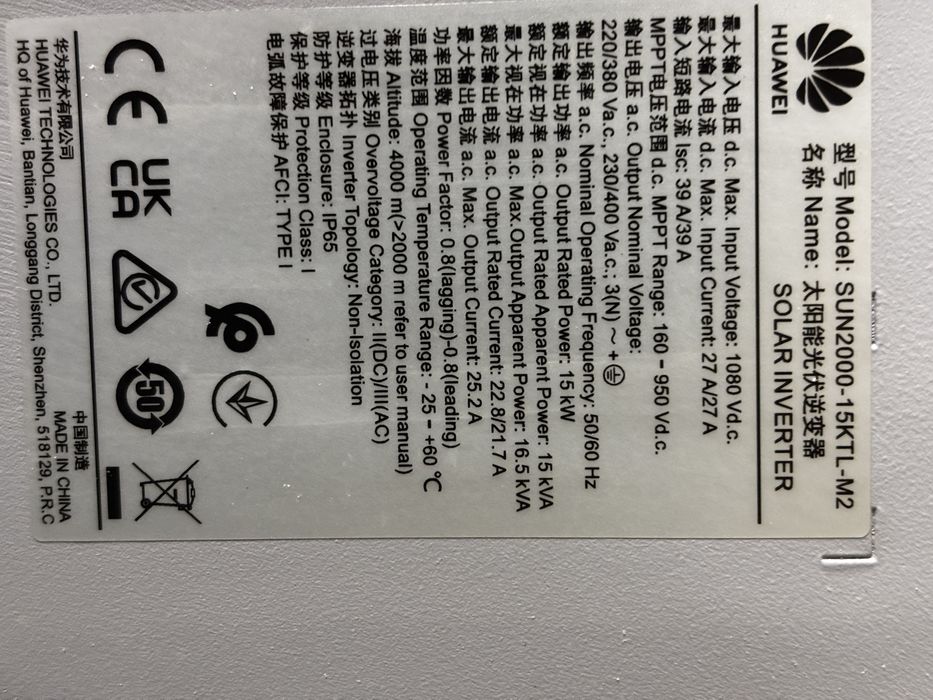 HUAWEI
型号 Model: SUN2000-15KTL-M2
名称 Name: 太阳能光伏逆变器
SOLAR INVERTER
最大输入电压 d.c. Max. Input Voltage: 1080 Vd.c.
最大输入电流 d.c. Max. Input Current: 27 A/27 A
输入短路电流 Isc: 39 A/39 A
MPPT电压范围 d.c. MPPT Range: 160 - 950 Vd.c.
输出电压 a.c. Output Nominal Voltage:
220/380 Va.c., 230/400 Va.c.; 3(N) ～ + ⏚
输出频率 a.c. Nominal Operating Frequency: 50/60 Hz
额定输出功率 a.c. Output Rated Power: 15 kW
额定视在功率 a.c. Output Rated Apparent Power: 15 kVA
最大视在功率 a.c. Max.Output Apparent Power: 16.5 kVA
额定输出电流 a.c. Output Rated Current: 22.8/21.7 A
最大输出电流 a.c. Max. Output Current: 25.2 A
功率因数 Power Factor: 0.8(lagging)-0.8(leading)
温度范围 Operating Temperature Range: - 25 ~ +60 ℃
海拔 Altitude: 4000 m(>2000 m refer to user manual)
过电压类别 Overvoltage Category: II(DC)/III(AC)
逆变器拓扑 Inverter Topology: Non-Isolation
防护等级 Enclosure: IP65
保护等级 Protection Class: I
电弧故障保护 AFCI: TYPE I
CE
UK
CA
50
华为技术有限公司
中国制造
HUAWEI TECHNOLOGIES CO., LTD.
MADE IN CHINA
HQ of Huawei, Bantian, Longgang District, Shenzhen, 518129, P.R.C